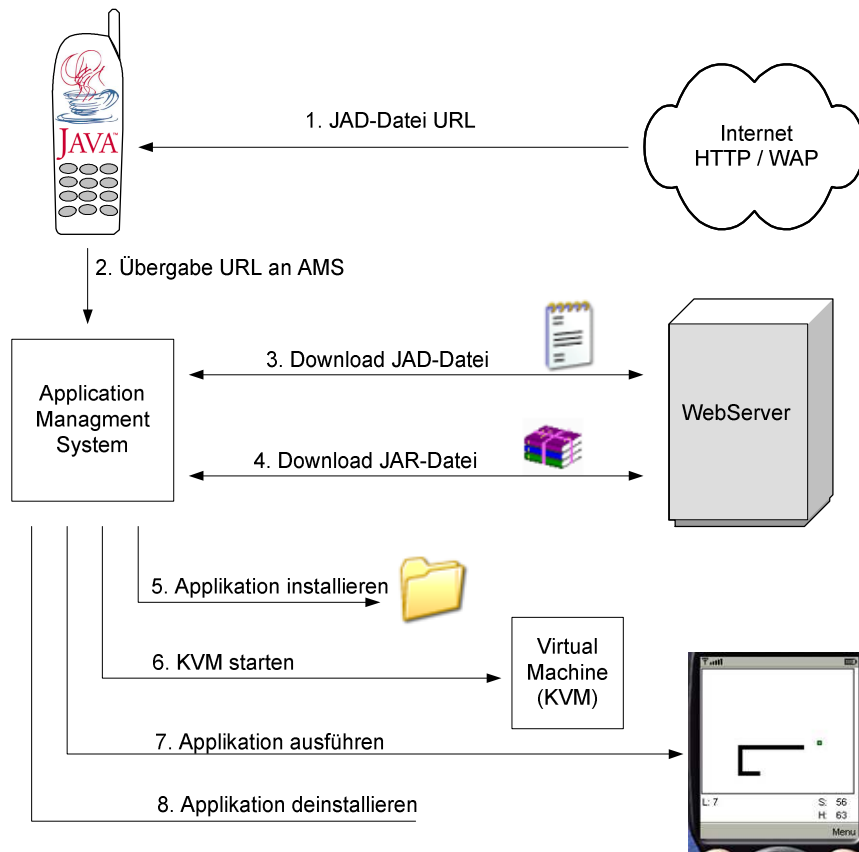 JAVA™
1. JAD-Datei URL
Internet
HTTP / WAP
2. Übergabe URL an AMS
Application
Managment
System
3. Download JAD-Datei
4. Download JAR-Datei
WebServer
5. Applikation installieren
6. KVM starten
Virtual
Machine
(KVM)
7. Applikation ausführen
8. Applikation deinstallieren
L: 7
S: 56
H: 63
Menu